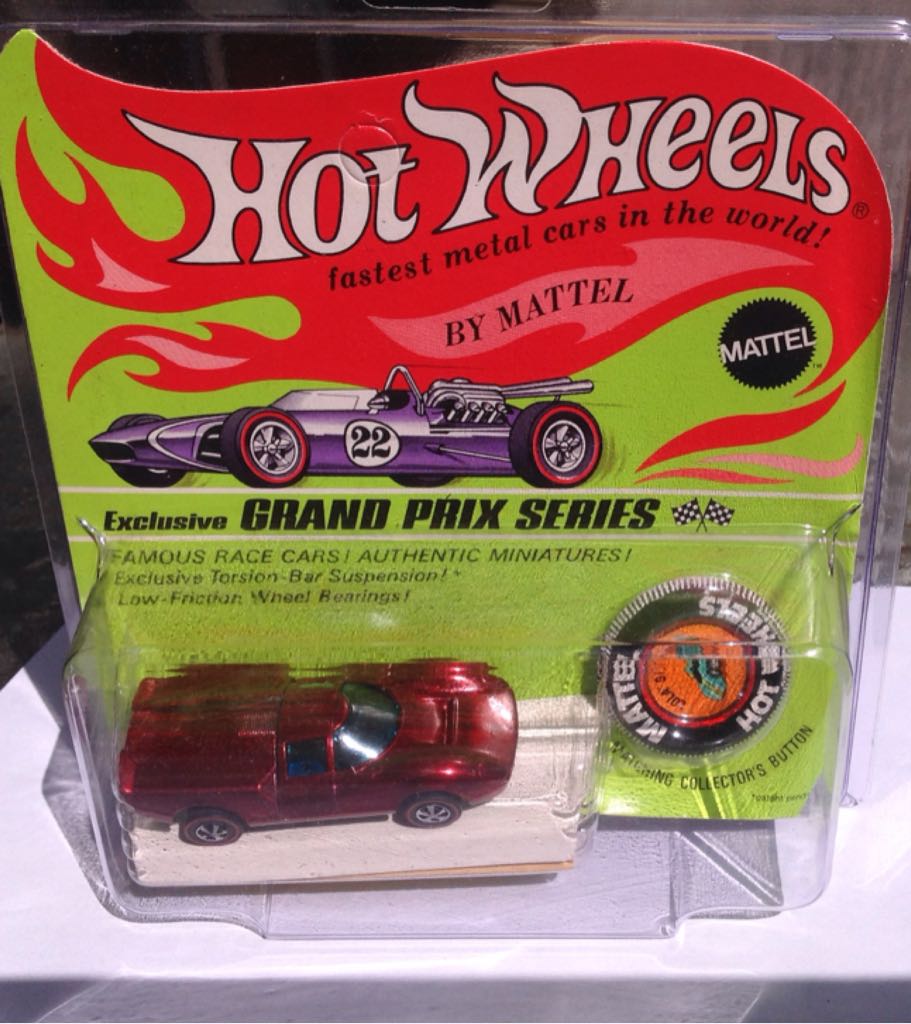 HOT WHEELS ®
fastest metal cars in the world!
BY MATTEL
MATTEL ™
22
Exclusive GRAND PRIX SERIES
FAMOUS RACE CARS! AUTHENTIC MINIATURES!
Exclusive Torsion-Bar Suspension! *
Low-Friction Wheel Bearings!
HOT WHEELS
MATTEL
COLLECTOR'S BUTTON